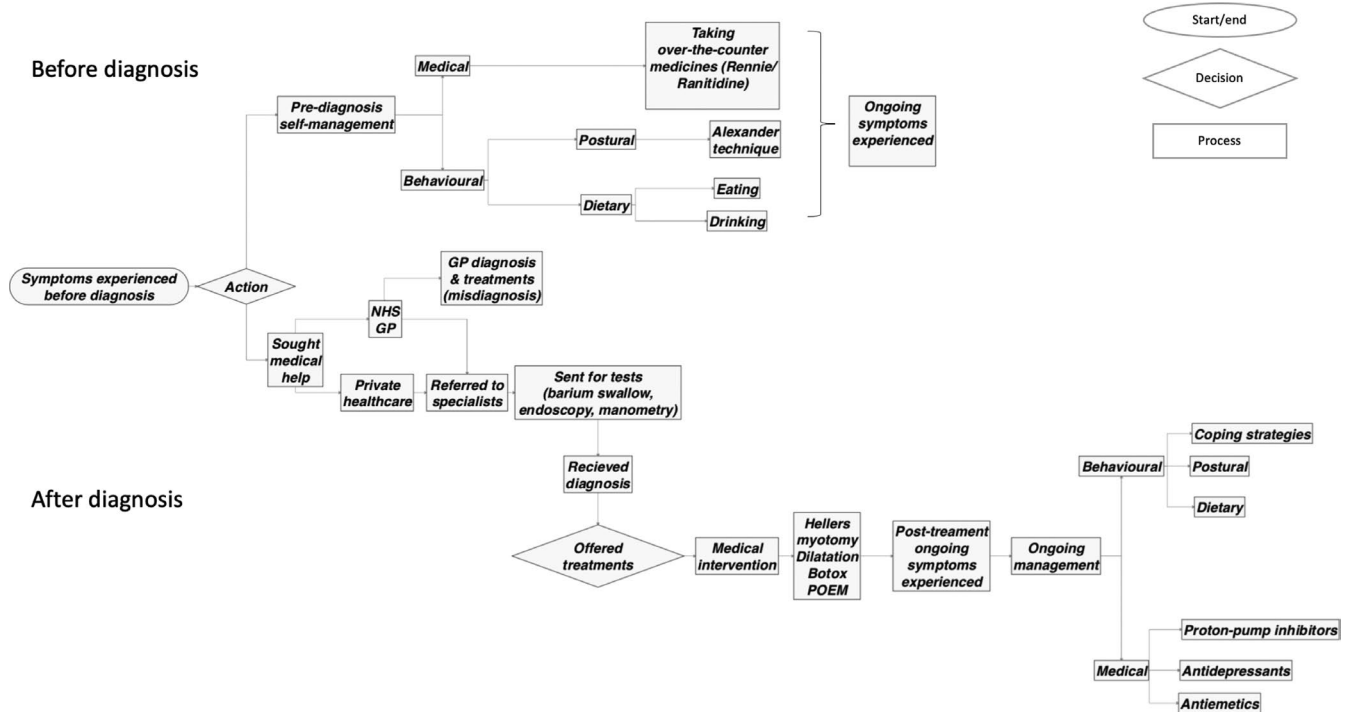 Before diagnosis
Start/end
Decision
Process
Taking
over-the-counter
medicines (Rennie/
Ranitidine)
Medical
Pre-diagnosis
self-management
Ongoing
symptoms
experienced
Postural
Alexander
technique
Behavioural
Dietary
Eating
Drinking
Symptoms experienced
before diagnosis
Action
GP diagnosis
& treatments
(misdiagnosis)
NHS
GP
Sought
medical
help
Private
healthcare
Referred to
specialists
Sent for tests
(barium swallow,
endoscopy, manometry)
After diagnosis
Recieved
diagnosis
Offered
treatments
Medical
intervention
Hellers
myotomy
Dilatation
Botox
POEM
Post-treament
ongoing
symptoms
experienced
Ongoing
management
Behavioural
Coping strategies
Postural
Dietary
Medical
Proton-pump inhibitors
Antidepressants
Antiemetics